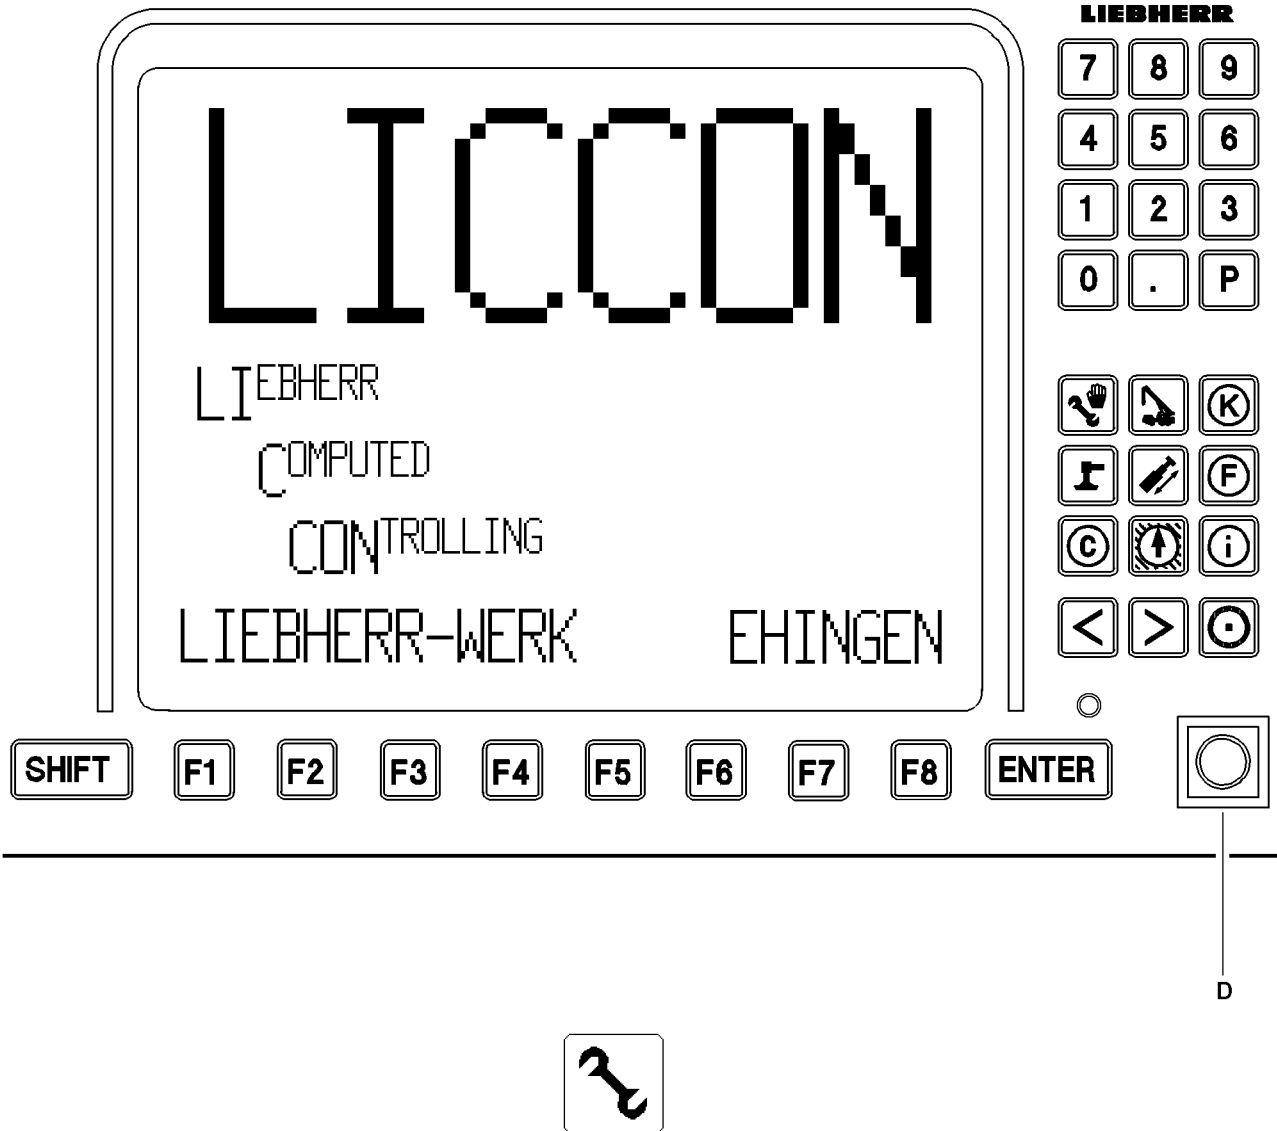 LIEBHERR
LICCON
LIEBHERR
COMPUTED
CONTROLLING
LIEBHERR-WERK EHINGEN
7 8 9
4 5 6
1 2 3
0 . P
K
F
C i
< >
SHIFT F1 F2 F3 F4 F5 F6 F7 F8 ENTER
D